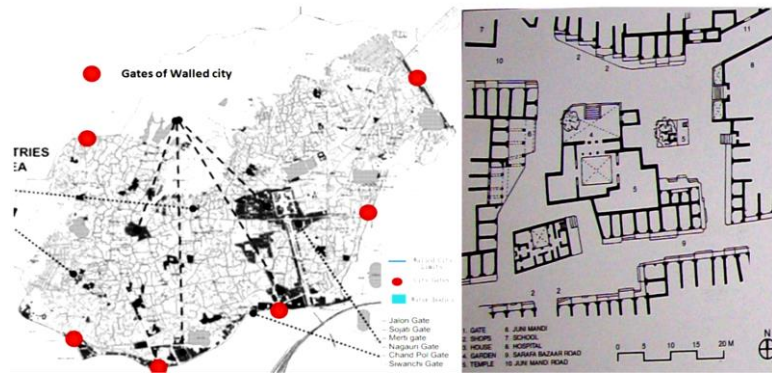 Gates of Walled city
TRIES
EA
Jalori Gate
Sojati Gate
Merti gate
Nagauri Gate
Chand Pol Gate
Siwanchi Gate
7
10
2
2
11
8
6
5
5
9
2
2
1. GATE
2. SHOPS
3. HOUSE
4. GARDEN
5. TEMPLE
6. JUNI MANDI
7. SCHOOL
8. HOSPITAL
9. SARAFA BAZAAR ROAD
10. JUNI MANDI ROAD
0 5 10 20 M
N